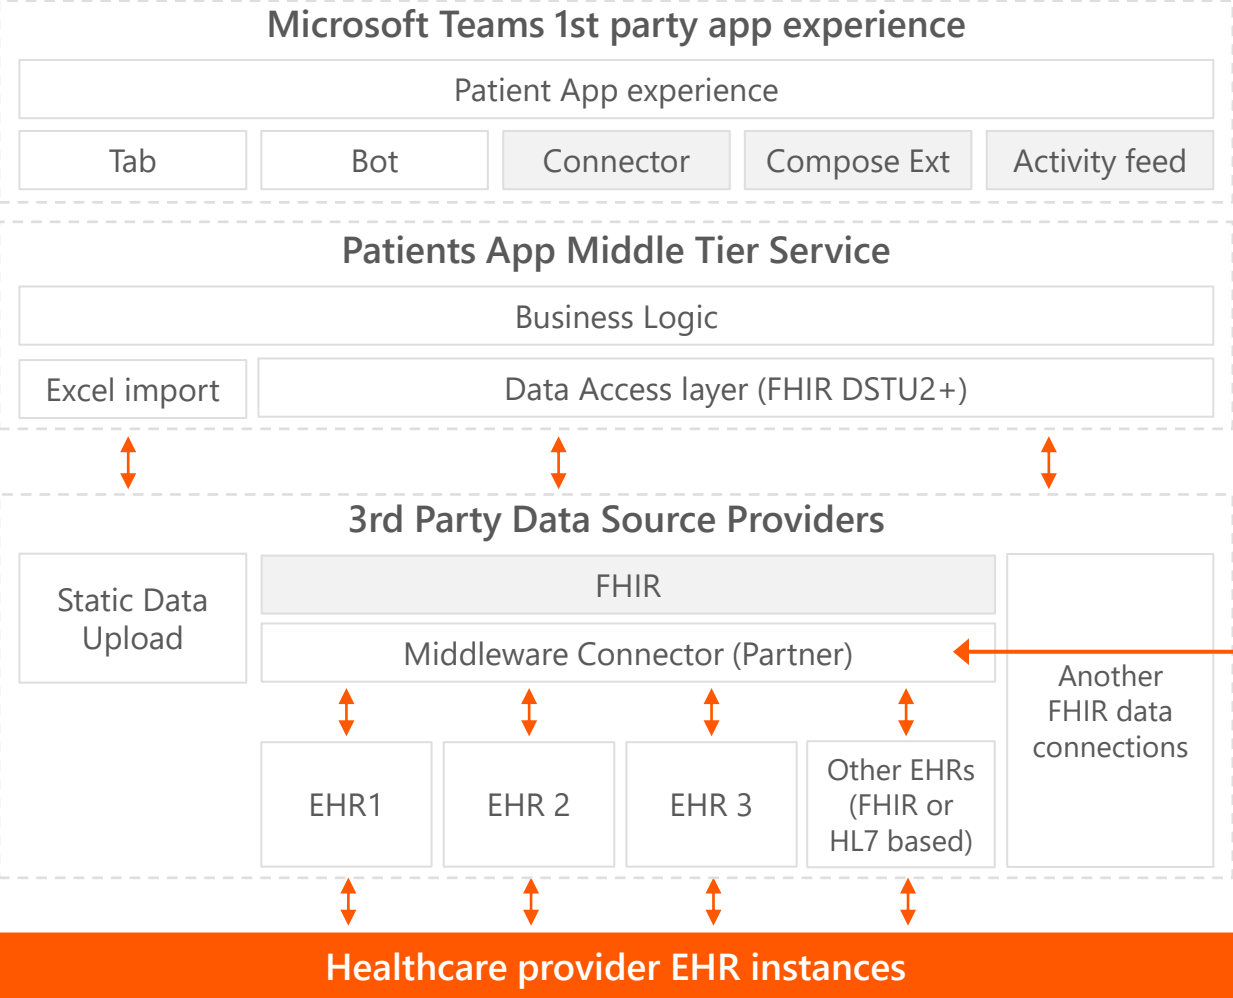 Microsoft Teams 1st party app experience
Patient App experience
Tab
Bot
Connector
Compose Ext
Activity feed
Patients App Middle Tier Service
Business Logic
Excel import
Data Access layer (FHIR DSTU2+)
3rd Party Data Source Providers
Static Data
Upload
FHIR
Middleware Connector (Partner)
Another
FHIR data
connections
EHR1
EHR 2
EHR 3
Other EHRs
(FHIR or
HL7 based)
Healthcare provider EHR instances